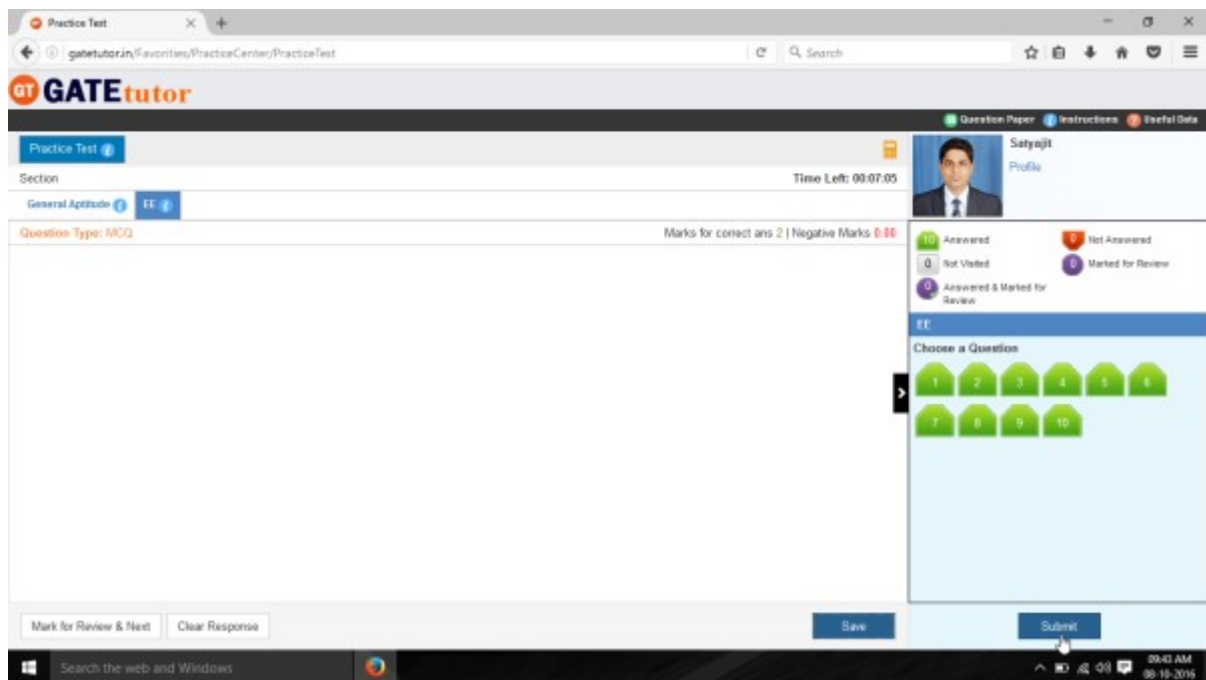 Practice Test
gatetutor.in/Favorities/PracticeCenter/PracticeTest
Search
GT GATEtutor
Question Paper Instructions Useful Data
Practice Test
Satyajit
Profile
Section
Time Left: 00:07:05
General Aptitude EE
Question Type: MCQ
Marks for correct ans 2 | Negative Marks 0.00
10 Answered
0 Not Answered
0 Not Visited
0 Marked for Review
0 Answered & Marked for
Review
EE
Choose a Question
1 2 3 4 5 6
7 8 9 10
Mark for Review & Next Clear Response
Save
Submit
Search the web and Windows
09:43 AM
08-10-2016